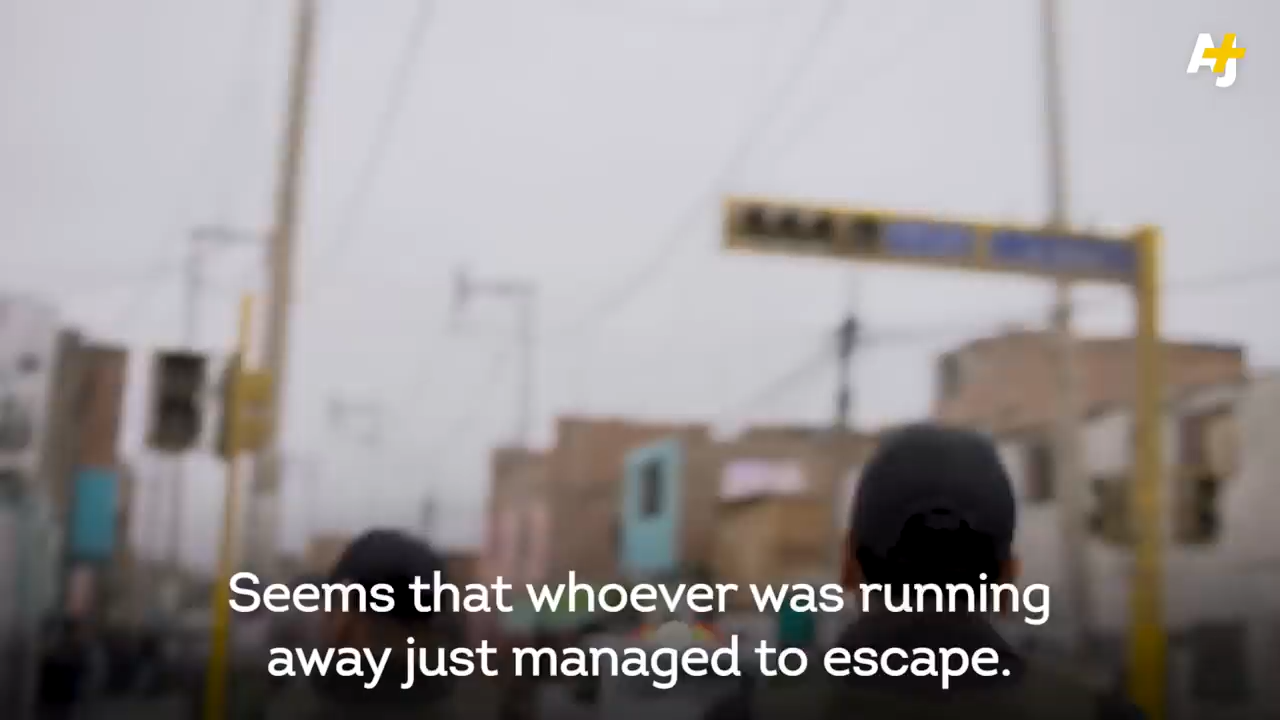 AJ+
Seems that whoever was running
away just managed to escape.